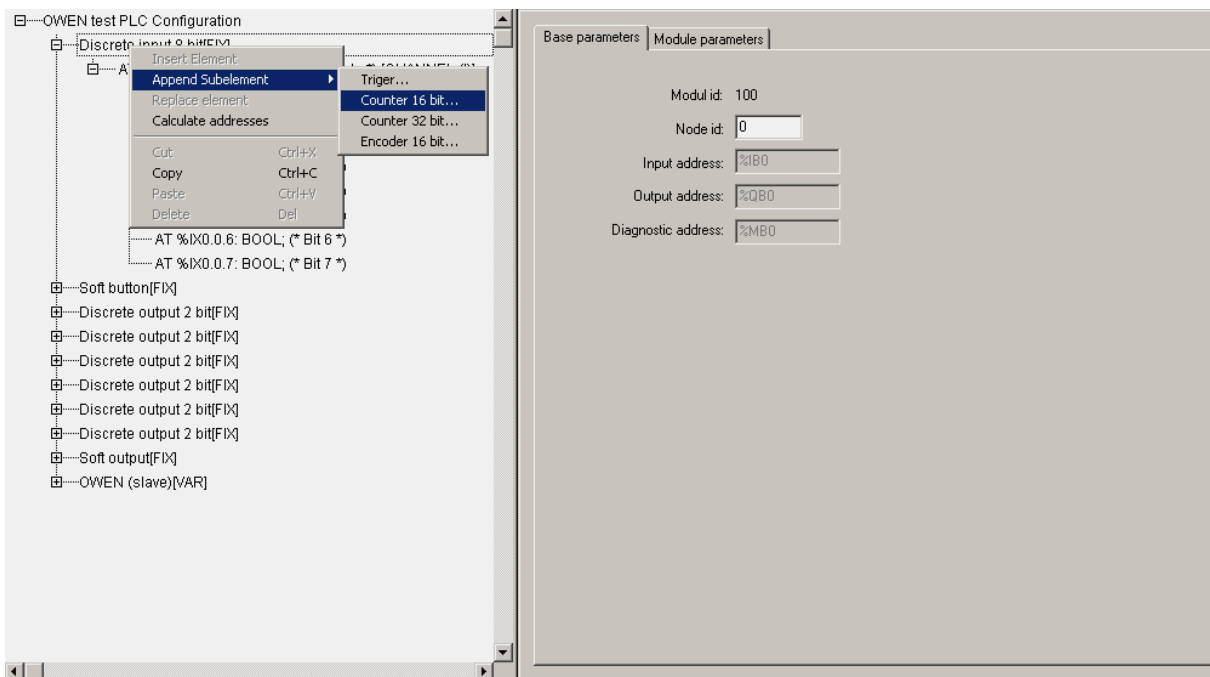 OWEN test PLC Configuration
Discrete input 8 bit[FIX]
Insert Element
Append Subelement
Replace element
Calculate addresses
Cut Ctrl+X
Copy Ctrl+C
Paste Ctrl+V
Delete Del
Triger...
Counter 16 bit...
Counter 32 bit...
Encoder 16 bit...
AT %IX0.0.6: BOOL; (* Bit 6 *)
AT %IX0.0.7: BOOL; (* Bit 7 *)
Soft button[FIX]
Discrete output 2 bit[FIX]
Discrete output 2 bit[FIX]
Discrete output 2 bit[FIX]
Discrete output 2 bit[FIX]
Discrete output 2 bit[FIX]
Discrete output 2 bit[FIX]
Soft output[FIX]
OWEN (slave)[VAR]
Base parameters
Module parameters
Modul id: 100
Node id: 0
Input address: %IB0
Output address: %QB0
Diagnostic address: %MB0